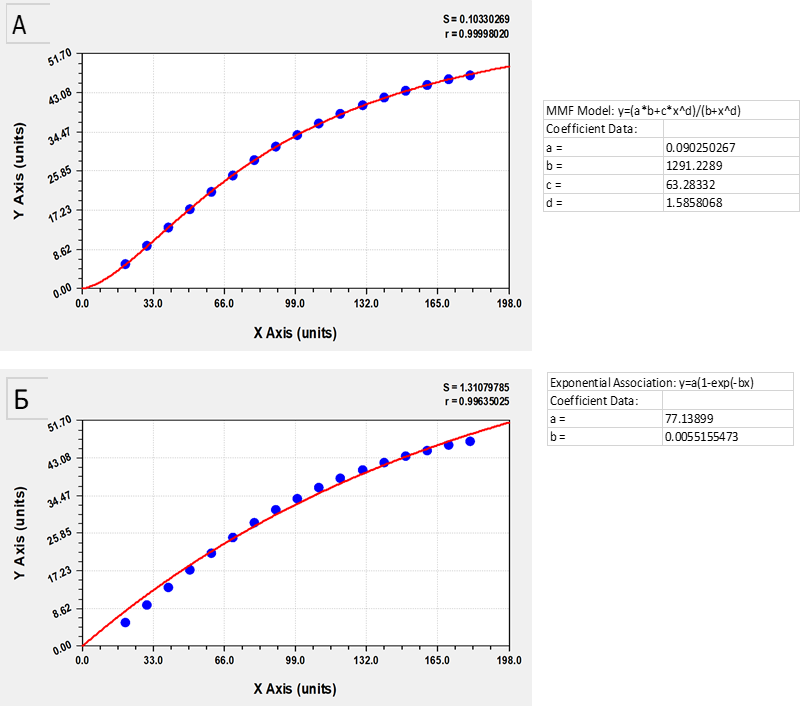 А
S = 0.10330269
r = 0.99998020
Y Axis (units)
51.70
43.08
34.47
25.85
17.23
8.62
0.00
0.0 33.0 66.0 99.0 132.0 165.0 198.0
X Axis (units)
MMF Model: y=(a*b+c*x^d)/(b+x^d)
Coefficient Data:
a = 0.090250267
b = 1291.2289
c = 63.28332
d = 1.5858068
Б
S = 1.31079785
r = 0.99635025
Y Axis (units)
51.70
43.08
34.47
25.85
17.23
8.62
0.00
0.0 33.0 66.0 99.0 132.0 165.0 198.0
X Axis (units)
Exponential Association: y=a(1-exp(-bx)
Coefficient Data:
a = 77.13899
b = 0.0055155473